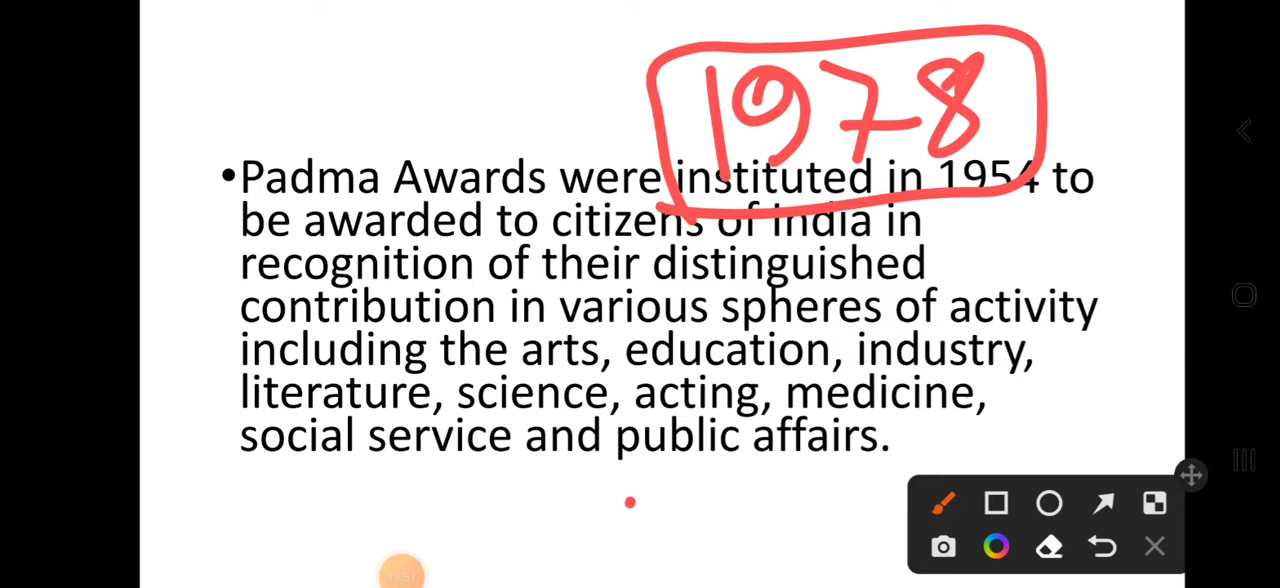 1978
•Padma Awards were instituted in 1954 to
be awarded to citizens of India in
recognition of their distinguished
contribution in various spheres of activity
including the arts, education, industry,
literature, science, acting, medicine,
social service and public affairs.